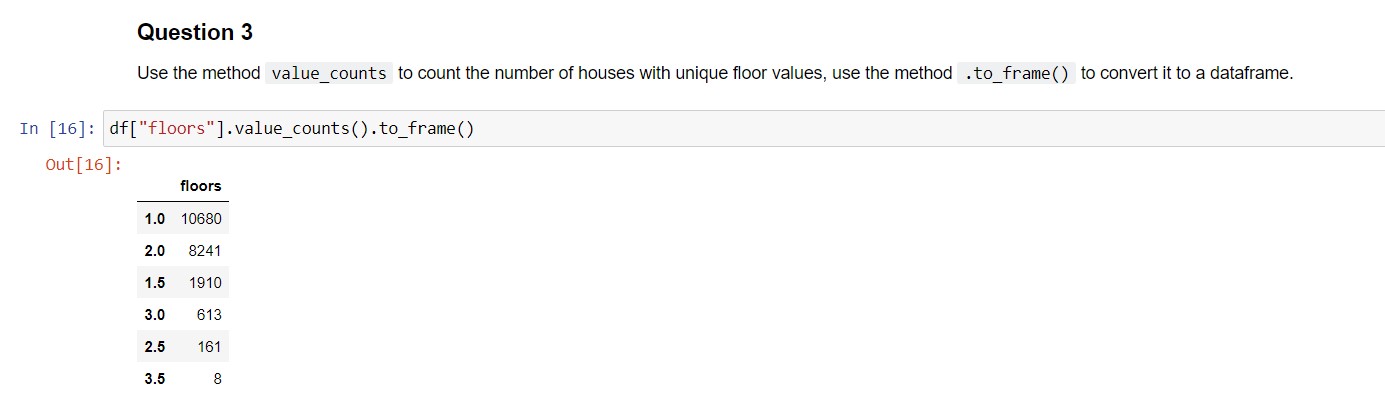 Question 3
Use the method value_counts to count the number of houses with unique floor values, use the method .to_frame() to convert it to a dataframe.
In [16]: df["floors"].value_counts().to_frame()
Out[16]:
floors
1.0 10680
2.0 8241
1.5 1910
3.0 613
2.5 161
3.5 8